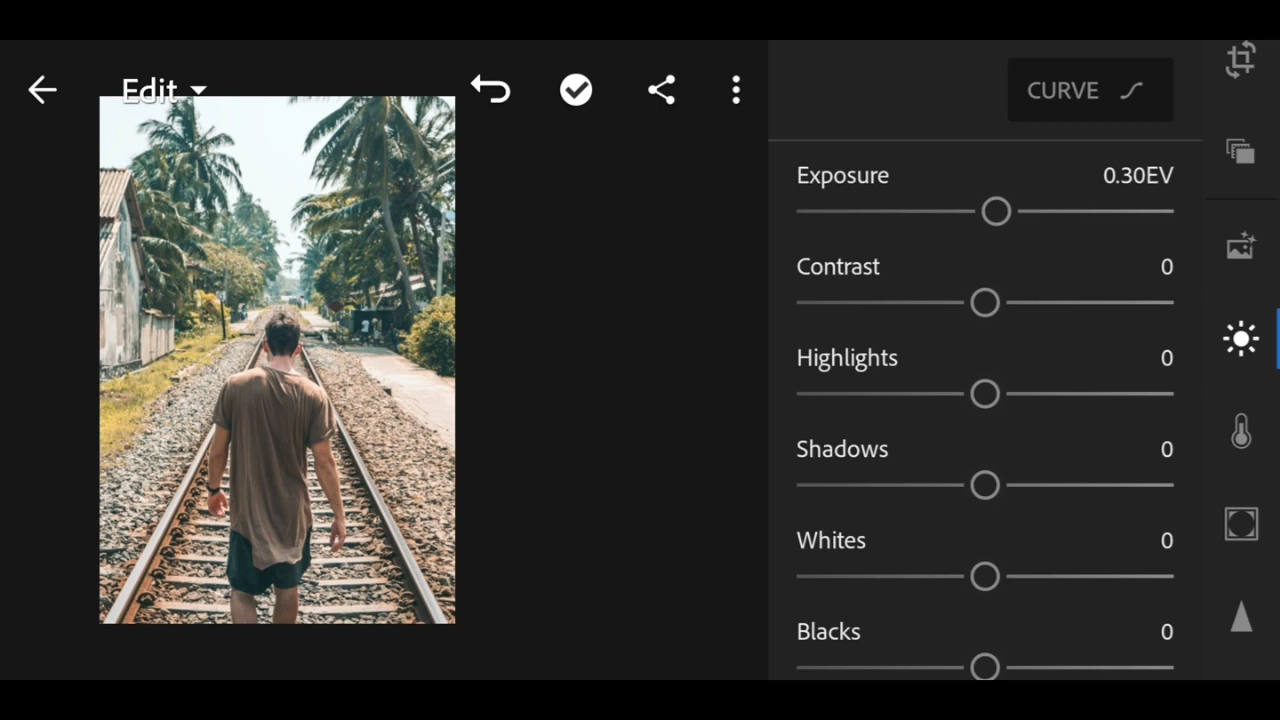 Edit
CURVE
Exposure 0.30EV
Contrast 0
Highlights 0
Shadows 0
Whites 0
Blacks 0